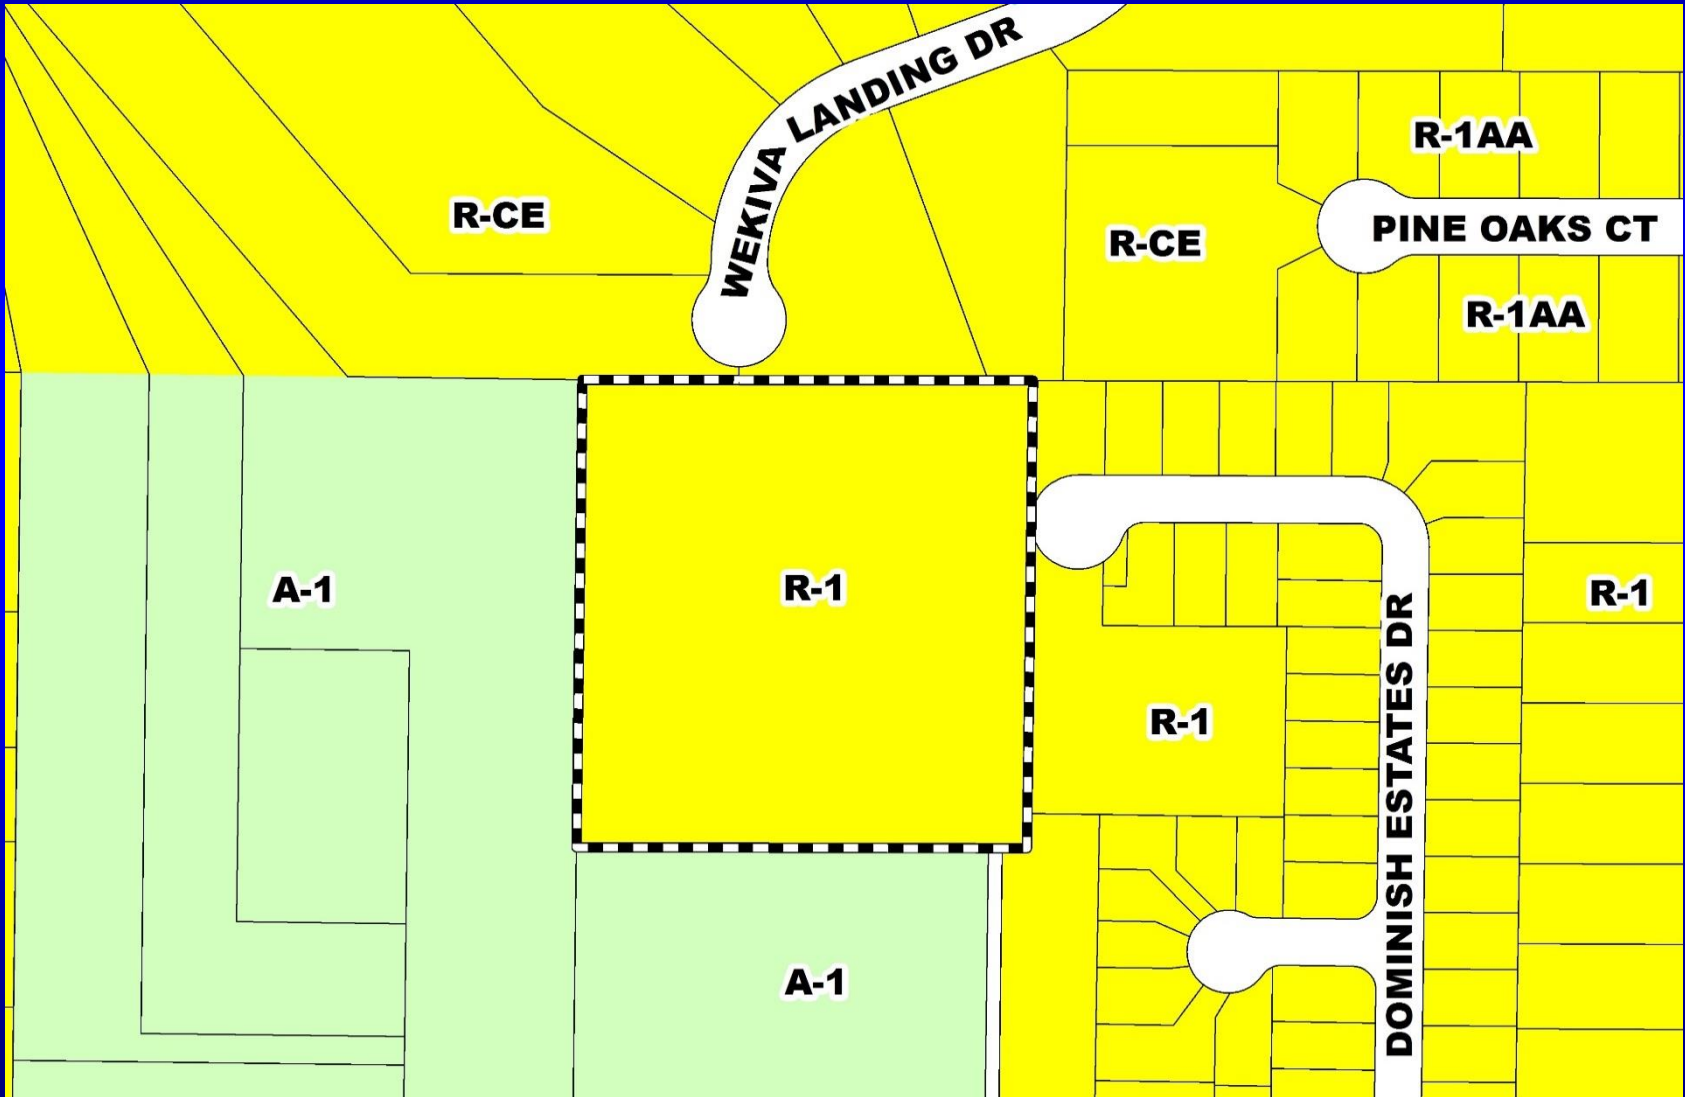 WEKIVA LANDING DR
R-1AA
R-CE
PINE OAKS CT
R-CE
R-1AA
A-1
R-1
R-1
R-1
DOMINISH ESTATES DR
A-1